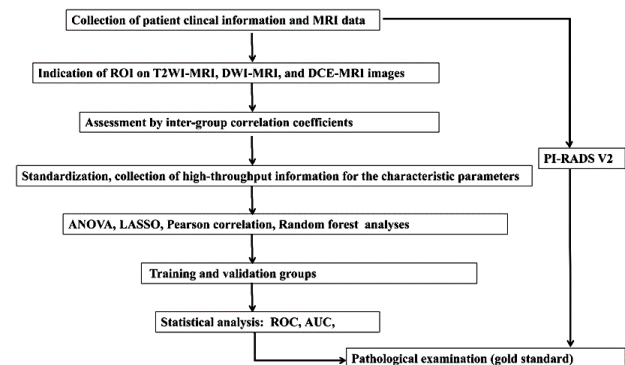 Collection of patient clincal information and MRI data
Indication of ROI on T2WI-MRI, DWI-MRI, and DCE-MRI images
Assessment by inter-group correlation coefficients
PI-RADS V2
Standardization, collection of high-throughput information for the characteristic parameters
ANOVA, LASSO, Pearson correlation, Random forest analyses
Training and validation groups
Statistical analysis: ROC, AUC,
Pathological examination (gold standard)